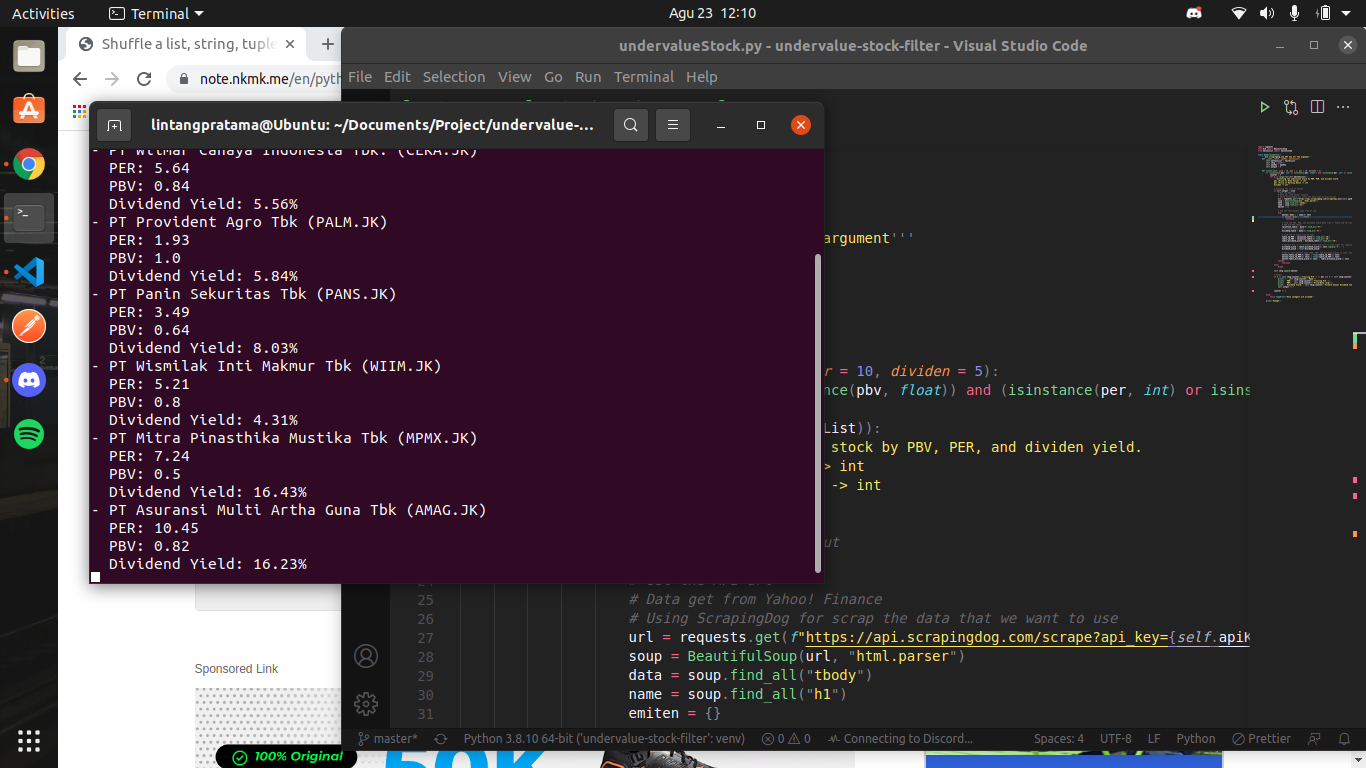 Activities
Terminal
Agu 23 12:10
Shuffle a list, string, tuple
note.nkmk.me/en/pyth
undervalueStock.py - undervalue-stock-filter - Visual Studio Code
File Edit Selection View Go Run Terminal Help
lintangpratama@Ubuntu: ~/Documents/Project/undervalue-...
- PT Wilmar Cahaya Indonesia Tbk. (CEKA.JK)
PER: 5.64
PBV: 0.84
Dividend Yield: 5.56%
- PT Provident Agro Tbk (PALM.JK)
PER: 1.93
PBV: 1.0
Dividend Yield: 5.84%
- PT Panin Sekuritas Tbk (PANS.JK)
PER: 3.49
PBV: 0.64
Dividend Yield: 8.03%
- PT Wismilak Inti Makmur Tbk (WIIM.JK)
PER: 5.21
PBV: 0.8
Dividend Yield: 4.31%
- PT Mitra Pinasthika Mustika Tbk (MPMX.JK)
PER: 7.24
PBV: 0.5
Dividend Yield: 16.43%
- PT Asuransi Multi Artha Guna Tbk (AMAG.JK)
PER: 10.45
PBV: 0.82
Dividend Yield: 16.23%
argument'''
r = 10, dividen = 5):
nce(pbv, float)) and (isinstance(per, int) or isins
List)):
stock by PBV, PER, and dividen yield.
> int
-> int
ut
25 # Data get from Yahoo! Finance
26 # Using ScrapingDog for scrap the data that we want to use
27 url = requests.get(f"https://api.scrapingdog.com/scrape?api_key={self.apiK
28 soup = BeautifulSoup(url, "html.parser")
29 data = soup.find_all("tbody")
30 name = soup.find_all("h1")
31 emiten = {}
master* Python 3.8.10 64-bit ('undervalue-stock-filter': venv) 0 0 Connecting to Discord... Spaces: 4 UTF-8 LF Python Prettier
Sponsored Link
100% Original
50K